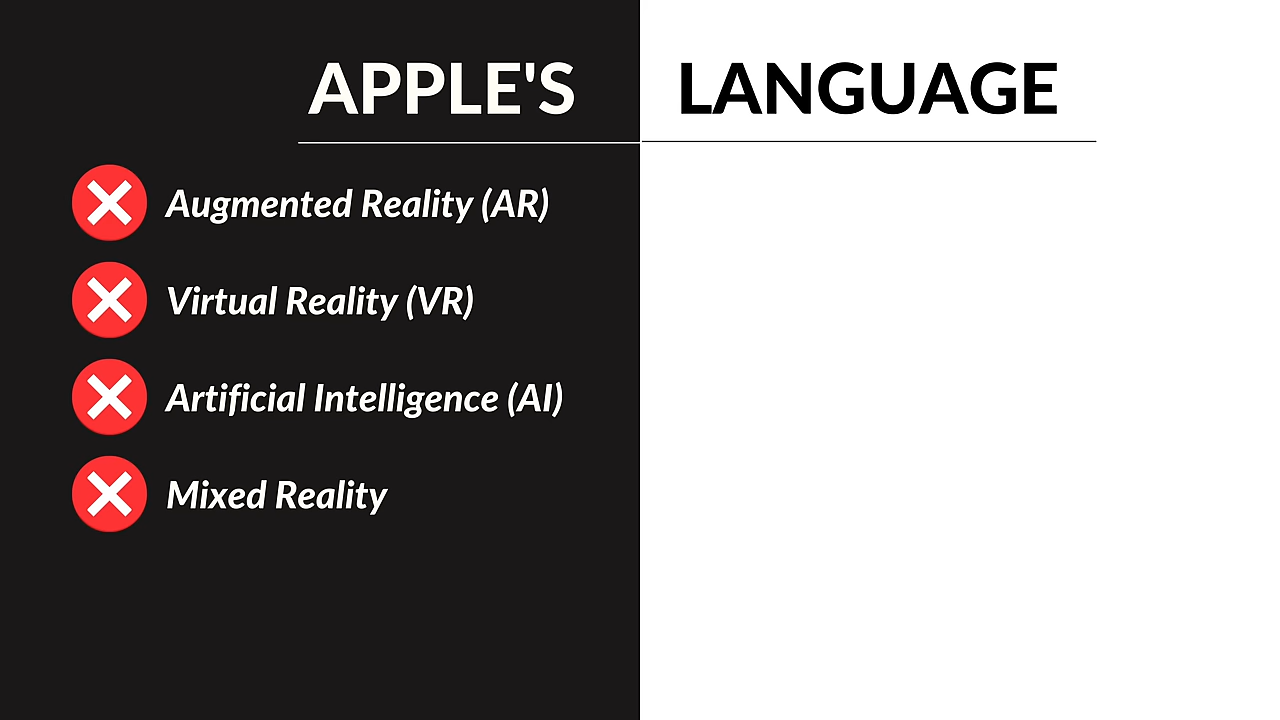 APPLE'S LANGUAGE
Augmented Reality (AR)
Virtual Reality (VR)
Artificial Intelligence (AI)
Mixed Reality